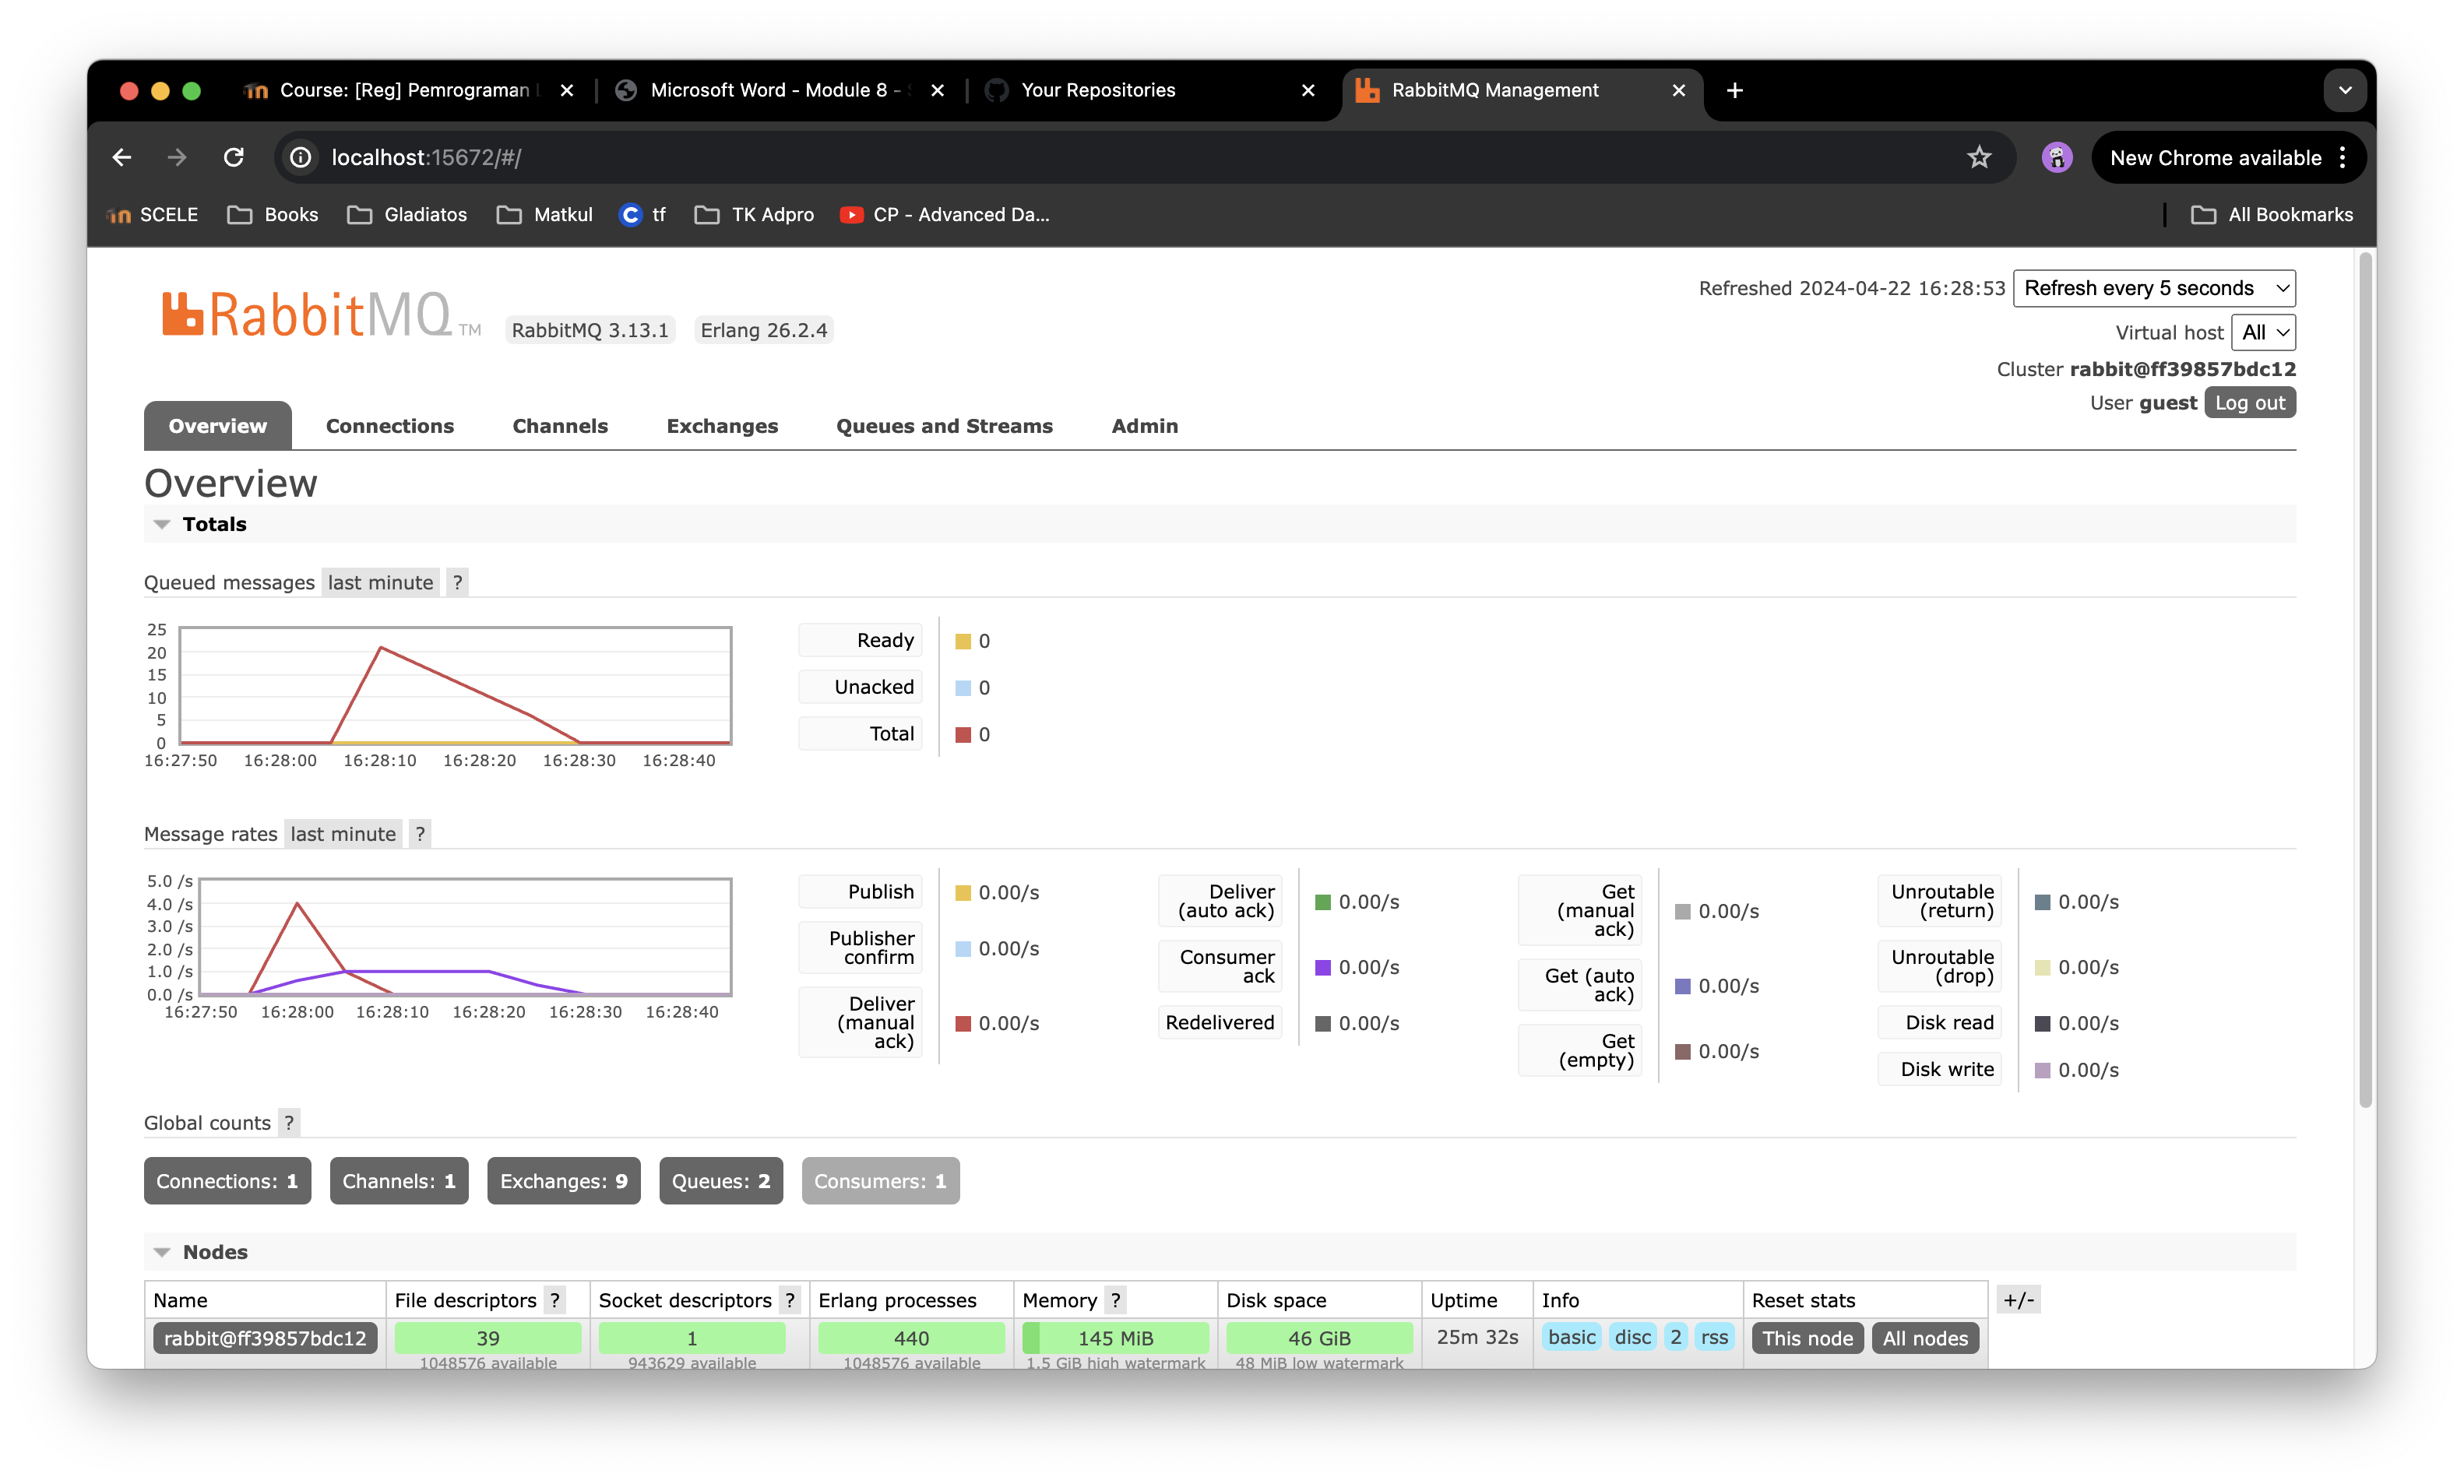 Course: [Reg] Pemrograman
Microsoft Word - Module 8 -
Your Repositories
RabbitMQ Management
localhost:15672/#/
New Chrome available
SCELE
Books
Gladiatos
Matkul
tf
TK Adpro
CP - Advanced Da...
All Bookmarks
RabbitMQ TM
RabbitMQ 3.13.1
Erlang 26.2.4
Refreshed 2024-04-22 16:28:53
Refresh every 5 seconds
Virtual host All
Cluster rabbit@ff39857bdc12
User guest Log out
Overview
Connections
Channels
Exchanges
Queues and Streams
Admin
Overview
Totals
Queued messages last minute ?
25
20
15
10
5
0
16:27:50 16:28:00 16:28:10 16:28:20 16:28:30 16:28:40
Ready 0
Unacked 0
Total 0
Message rates last minute ?
5.0 /s
4.0 /s
3.0 /s
2.0 /s
1.0 /s
0.0 /s
16:27:50 16:28:00 16:28:10 16:28:20 16:28:30 16:28:40
Publish 0.00/s
Publisher
confirm 0.00/s
Deliver
(manual
ack) 0.00/s
Deliver
(auto ack) 0.00/s
Consumer
ack 0.00/s
Redelivered 0.00/s
Get
(manual
ack) 0.00/s
Get (auto
ack) 0.00/s
Get
(empty) 0.00/s
Unroutable
(return) 0.00/s
Unroutable
(drop) 0.00/s
Disk read 0.00/s
Disk write 0.00/s
Global counts ?
Connections: 1
Channels: 1
Exchanges: 9
Queues: 2
Consumers: 1
Nodes
Name File descriptors ? Socket descriptors ? Erlang processes Memory ? Disk space Uptime Info Reset stats +/-
rabbit@ff39857bdc12 39 1 440 145 MiB 46 GiB 25m 32s basic disc 2 rss This node All nodes
1048576 available 943629 available 1048576 available 1.5 GiB high watermark 48 MiB low watermark